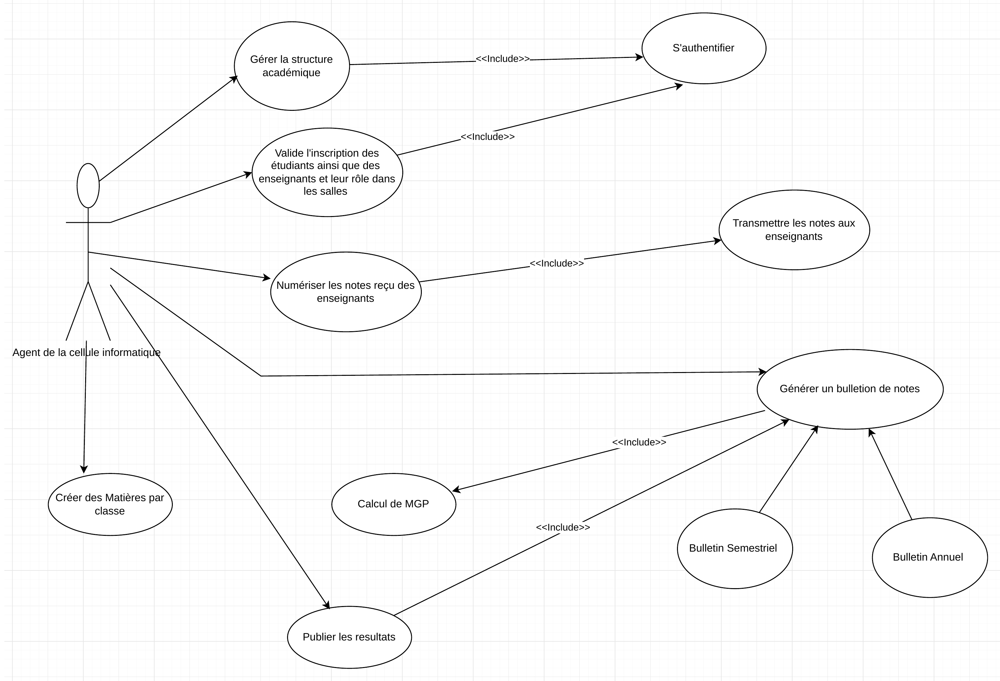 Gérer la structure
académique
<<Include>>
S'authentifier
<<Include>>
Valide l'inscription des
étudiants ainsi que des
enseignants et leur rôle dans
les salles
Transmettre les notes aux
enseignants
<<Include>>
Numériser les notes reçu des
enseignants
Agent de la cellule informatique
Générer un bulletion de notes
<<Include>>
Créer des Matières par
classe
Calcul de MGP
<<Include>>
Bulletin Semestriel
Bulletin Annuel
Publier les resultats